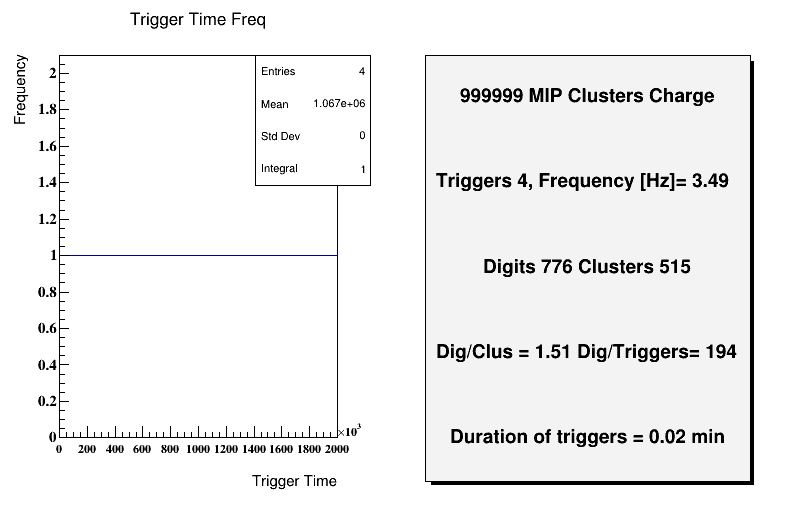 Trigger Time Freq
Frequency
Entries 4
Mean 1.067e+06
Std Dev 0
Integral 1
2
1.8
1.6
1.4
1.2
1
0.8
0.6
0.4
0.2
0
0 200 400 600 800 1000 1200 1400 1600 1800 2000
×10³
Trigger Time
999999 MIP Clusters Charge
Triggers 4, Frequency [Hz]= 3.49
Digits 776 Clusters 515
Dig/Clus = 1.51 Dig/Triggers= 194
Duration of triggers = 0.02 min